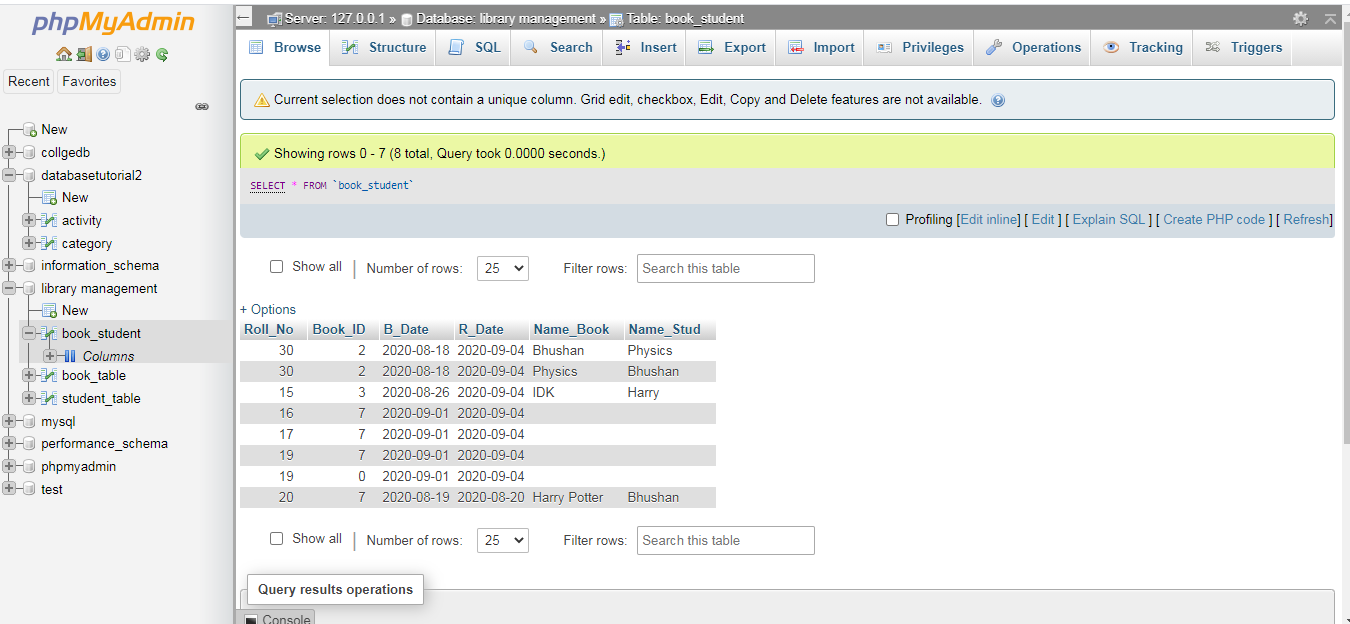 phpMyAdmin
Recent Favorites
New
collgedb
databasetutorial2
New
activity
category
information_schema
library management
New
book_student
Columns
book_table
student_table
mysql
performance_schema
phpmyadmin
test
Server: 127.0.0.1 » Database: library management » Table: book_student
Browse Structure SQL Search Insert Export Import Privileges Operations Tracking Triggers
Current selection does not contain a unique column. Grid edit, checkbox, Edit, Copy and Delete features are not available.
Showing rows 0 - 7 (8 total, Query took 0.0000 seconds.)
SELECT * FROM `book_student`
Profiling [Edit inline] [ Edit ] [ Explain SQL ] [ Create PHP code ] [ Refresh]
Show all Number of rows: 25 Filter rows: Search this table
+ Options
Roll_No Book_ID B_Date R_Date Name_Book Name_Stud
30 2 2020-08-18 2020-09-04 Bhushan Physics
30 2 2020-08-18 2020-09-04 Physics Bhushan
15 3 2020-08-26 2020-09-04 IDK Harry
16 7 2020-09-01 2020-09-04
17 7 2020-09-01 2020-09-04
19 7 2020-09-01 2020-09-04
19 0 2020-09-01 2020-09-04
20 7 2020-08-19 2020-08-20 Harry Potter Bhushan
Show all Number of rows: 25 Filter rows: Search this table
Query results operations
Console